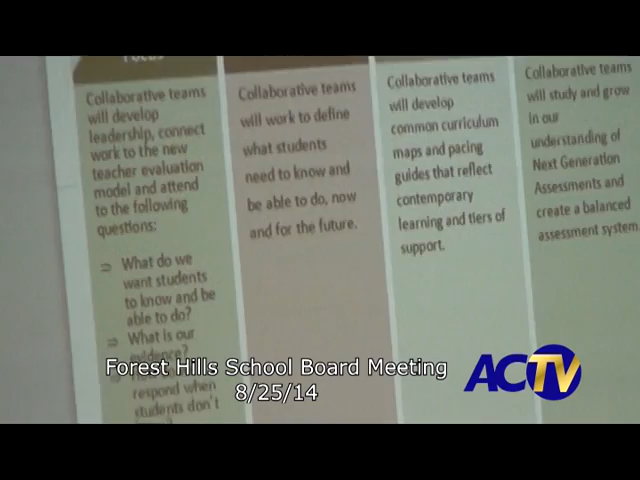 Focus
Collaborative teams
will develop
leadership, connect
work to the new
teacher evaluation
model and attend
to the following
questions:
⊃ What do we
want students
to know and be
able to do?
⊃ What is our
evidence?
respond when
students don't
Collaborative teams
will work to define
what students
need to know and
be able to do, now
and for the future.
Collaborative teams
will develop
common curriculum
maps and pacing
guides that reflect
contemporary
learning and tiers of
support.
Collaborative teams
will study and grow
in our
understanding of
Next Generation
Assessments and
create a balanced
assessment system.
Forest Hills School Board Meeting
8/25/14
ACTV